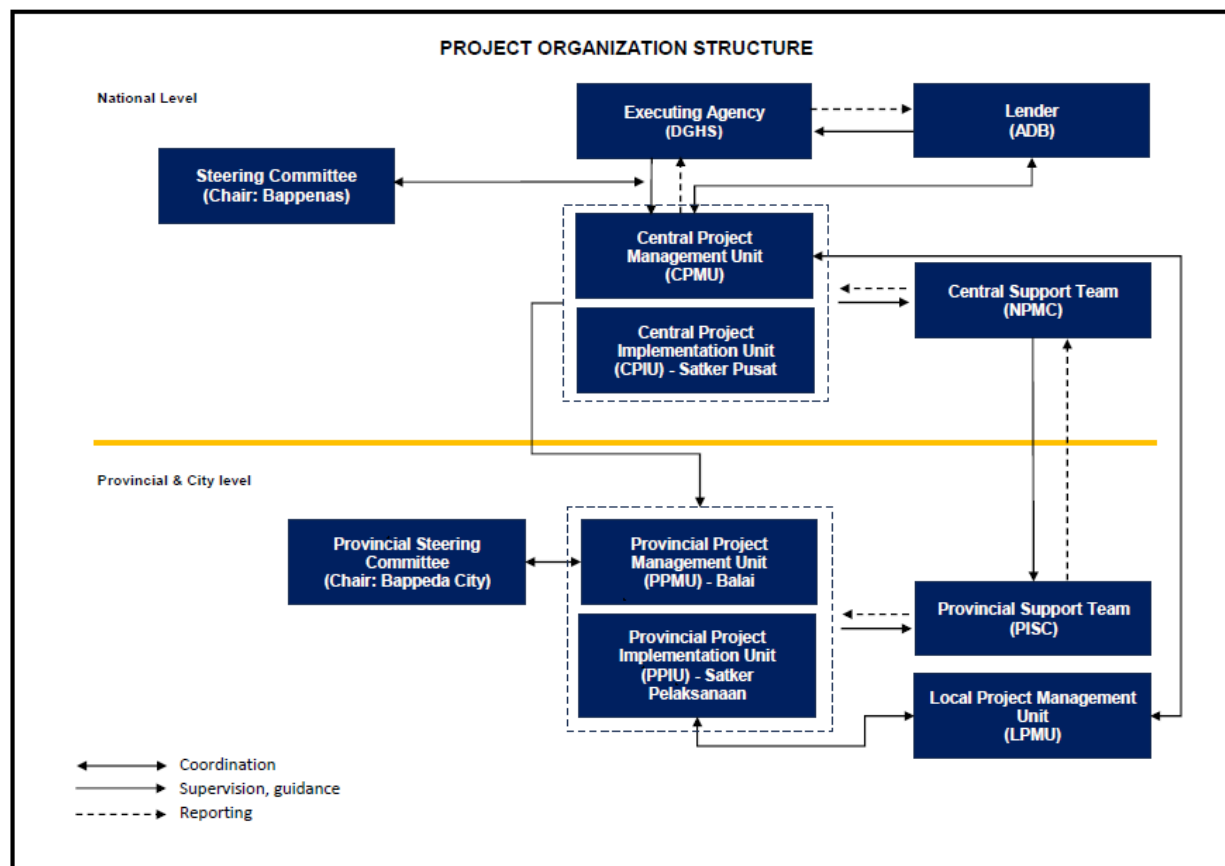 PROJECT ORGANIZATION STRUCTURE
National Level
Executing Agency
(DGHS)
Lender
(ADB)
Steering Committee
(Chair: Bappenas)
Central Project
Management Unit
(CPMU)
Central Support Team
(NPMC)
Central Project
Implementation Unit
(CPIU) - Satker Pusat
Provincial & City level
Provincial Steering
Committee
(Chair: Bappeda City)
Provincial Project
Management Unit
(PPMU) - Balai
Provincial Support Team
(PISC)
Provincial Project
Implementation Unit
(PPIU) - Satker
Pelaksanaan
Local Project Management
Unit
(LPMU)
Coordination
Supervision, guidance
Reporting